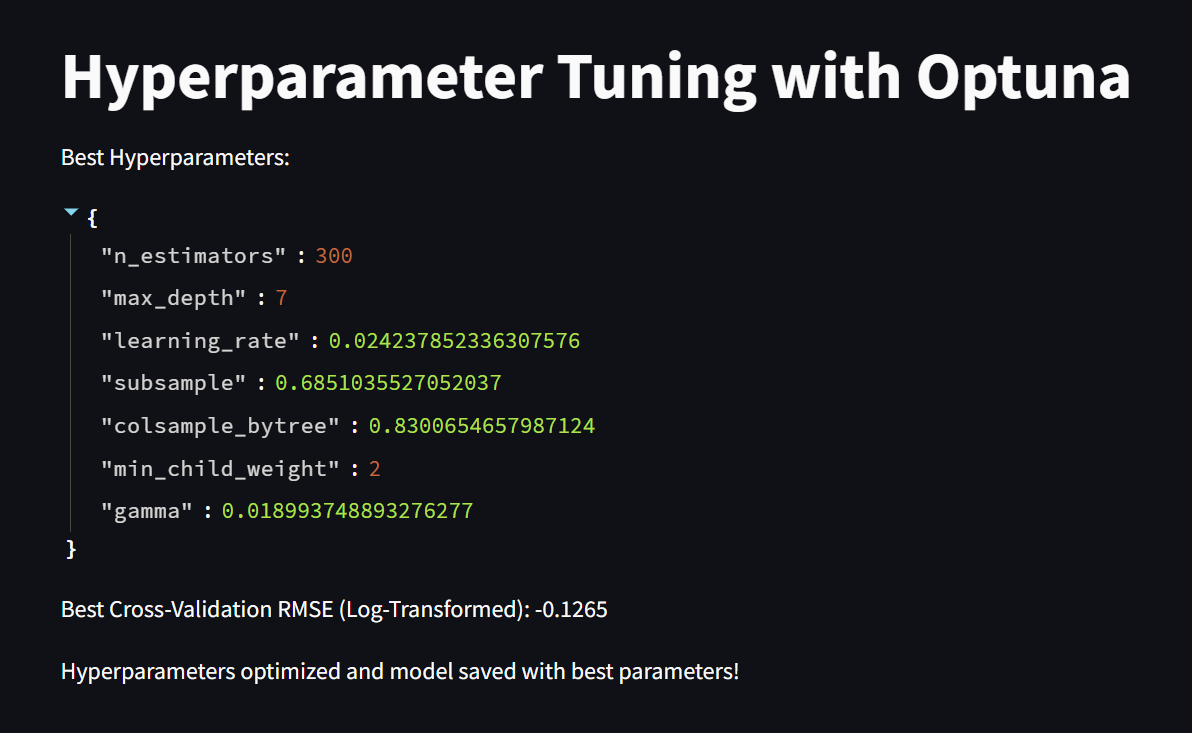 Hyperparameter Tuning with Optuna
Best Hyperparameters:
{
"n_estimators" : 300
"max_depth" : 7
"learning_rate" : 0.024237852336307576
"subsample" : 0.6851035527052037
"colsample_bytree" : 0.8300654657987124
"min_child_weight" : 2
"gamma" : 0.018993748893276277
}
Best Cross-Validation RMSE (Log-Transformed): -0.1265
Hyperparameters optimized and model saved with best parameters!